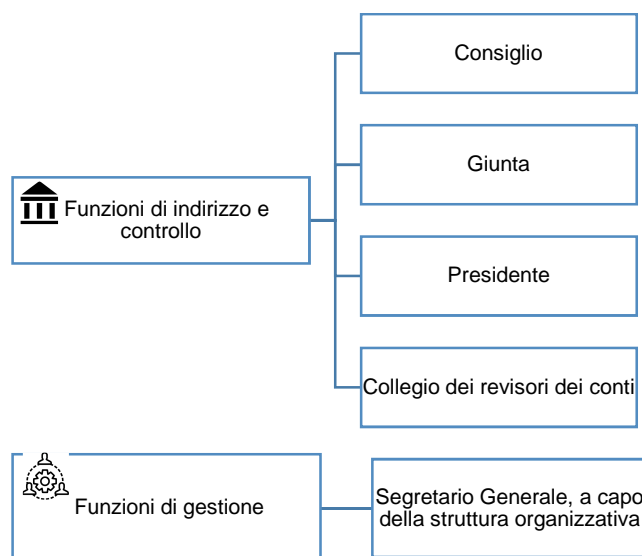 Consiglio
Giunta
Funzioni di indirizzo e
controllo
Presidente
Collegio dei revisori dei conti
Funzioni di gestione
Segretario Generale, a capo
della struttura organizzativa